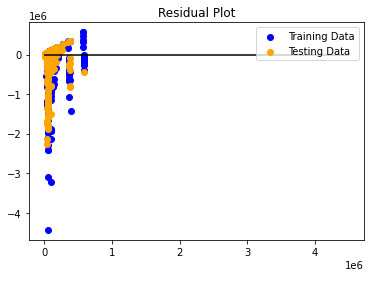 Residual Plot
1e6
Training Data
Testing Data
0
−1
−2
−3
−4
0 1 2 3 4
1e6